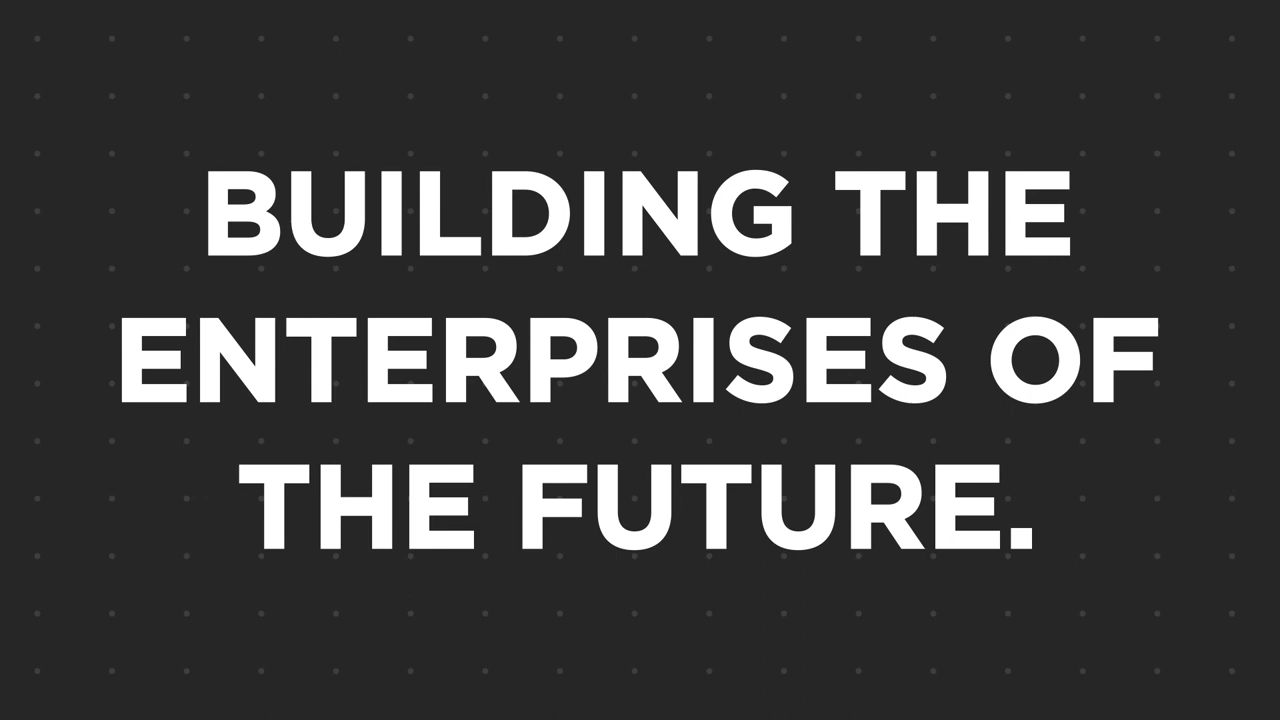 BUILDING THE
ENTERPRISES OF
THE FUTURE.